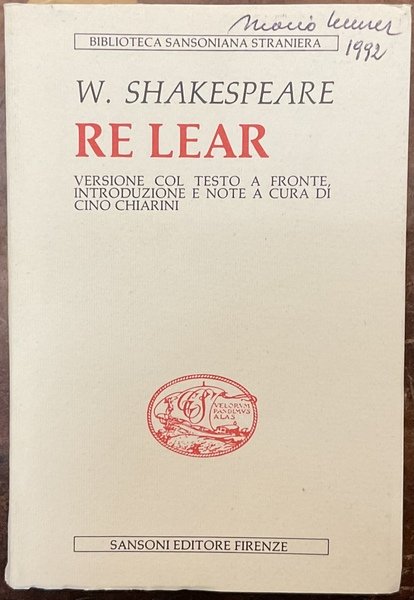 1992
BIBLIOTECA SANSONIANA STRANIERA
W. SHAKESPEARE
RE LEAR
VERSIONE COL TESTO A FRONTE,
INTRODUZIONE E NOTE A CURA DI
CINO CHIARINI
VELORVM
PANDIMVS
ALAS
SANSONI EDITORE FIRENZE